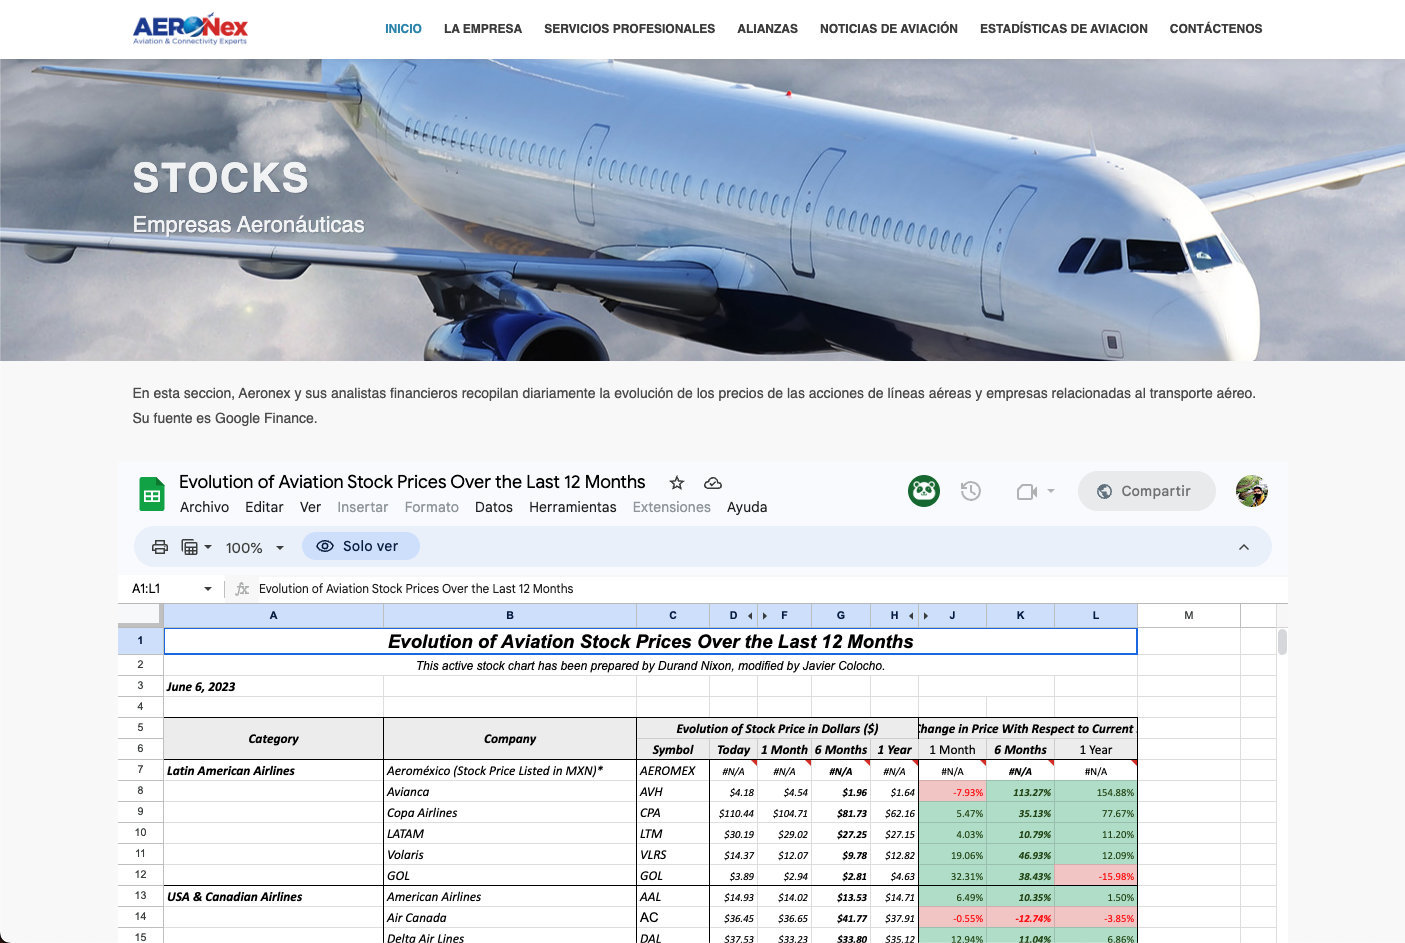 AERONex
Aviation & Connectivity Experts
INICIO LA EMPRESA SERVICIOS PROFESIONALES ALIANZAS NOTICIAS DE AVIACIÓN ESTADÍSTICAS DE AVIACION CONTÁCTENOS
STOCKS
Empresas Aeronáuticas
En esta seccion, Aeronex y sus analistas financieros recopilan diariamente la evolución de los precios de las acciones de líneas aéreas y empresas relacionadas al transporte aéreo.
Su fuente es Google Finance.
Evolution of Aviation Stock Prices Over the Last 12 Months
Archivo Editar Ver Insertar Formato Datos Herramientas Extensiones Ayuda
Compartir
100% Solo ver
A1:L1 fx Evolution of Aviation Stock Prices Over the Last 12 Months
A B C D F G H J K L M
1 Evolution of Aviation Stock Prices Over the Last 12 Months
2 This active stock chart has been prepared by Durand Nixon, modified by Javier Colocho.
3 June 6, 2023
4
5 Category Company Evolution of Stock Price in Dollars ($) Change in Price With Respect to Current
6 Symbol Today 1 Month 6 Months 1 Year 1 Month 6 Months 1 Year
7 Latin American Airlines Aeroméxico (Stock Price Listed in MXN)* AEROMEX #N/A #N/A #N/A #N/A #N/A #N/A #N/A
8 Avianca AVH $4.18 $4.54 $1.96 $1.64 -7.93% 113.27% 154.88%
9 Copa Airlines CPA $110.44 $104.71 $81.73 $62.16 5.47% 35.13% 77.67%
10 LATAM LTM $30.19 $29.02 $27.25 $27.15 4.03% 10.79% 11.20%
11 Volaris VLRS $14.37 $12.07 $9.78 $12.82 19.06% 46.93% 12.09%
12 GOL GOL $3.89 $2.94 $2.81 $4.63 32.31% 38.43% -15.98%
13 USA & Canadian Airlines American Airlines AAL $14.93 $14.02 $13.53 $14.71 6.49% 10.35% 1.50%
14 Air Canada AC $36.45 $36.65 $41.77 $37.91 -0.55% -12.74% -3.85%
15 Delta Air Lines DAL $37.53 $33.23 $33.80 $35.12 12.94% 11.04% 6.86%